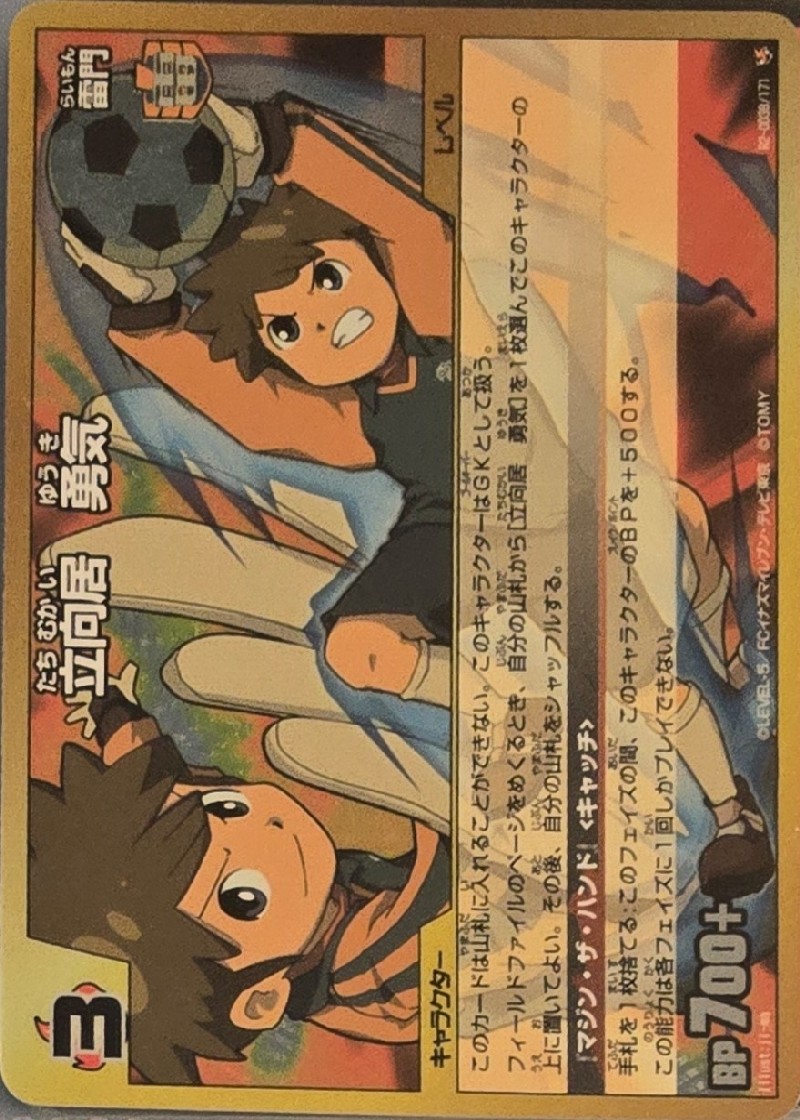 3
たち むかい ゆうき
立向居 勇気
らいもん
雷門
キャラクター
レベル
このカードは山札に入れることができない。このキャラクターはGKとして扱う。
フィールドファイルのページをめくるとき、自分の山札から[立向居 勇気]を1枚選んでこのキャラクターの
上に置いてよい。その後、自分の山札をシャッフルする。
「マジン・ザ・ハンド」<キャッチ>
手札を1枚捨てる:このフェイズの間、このキャラクターのBPを+500する。
この能力は各フェイズに1回しかプレイできない。
BP 700+
©LEVEL-5/FCイナズマイレブン・テレビ東京 ©TOMY